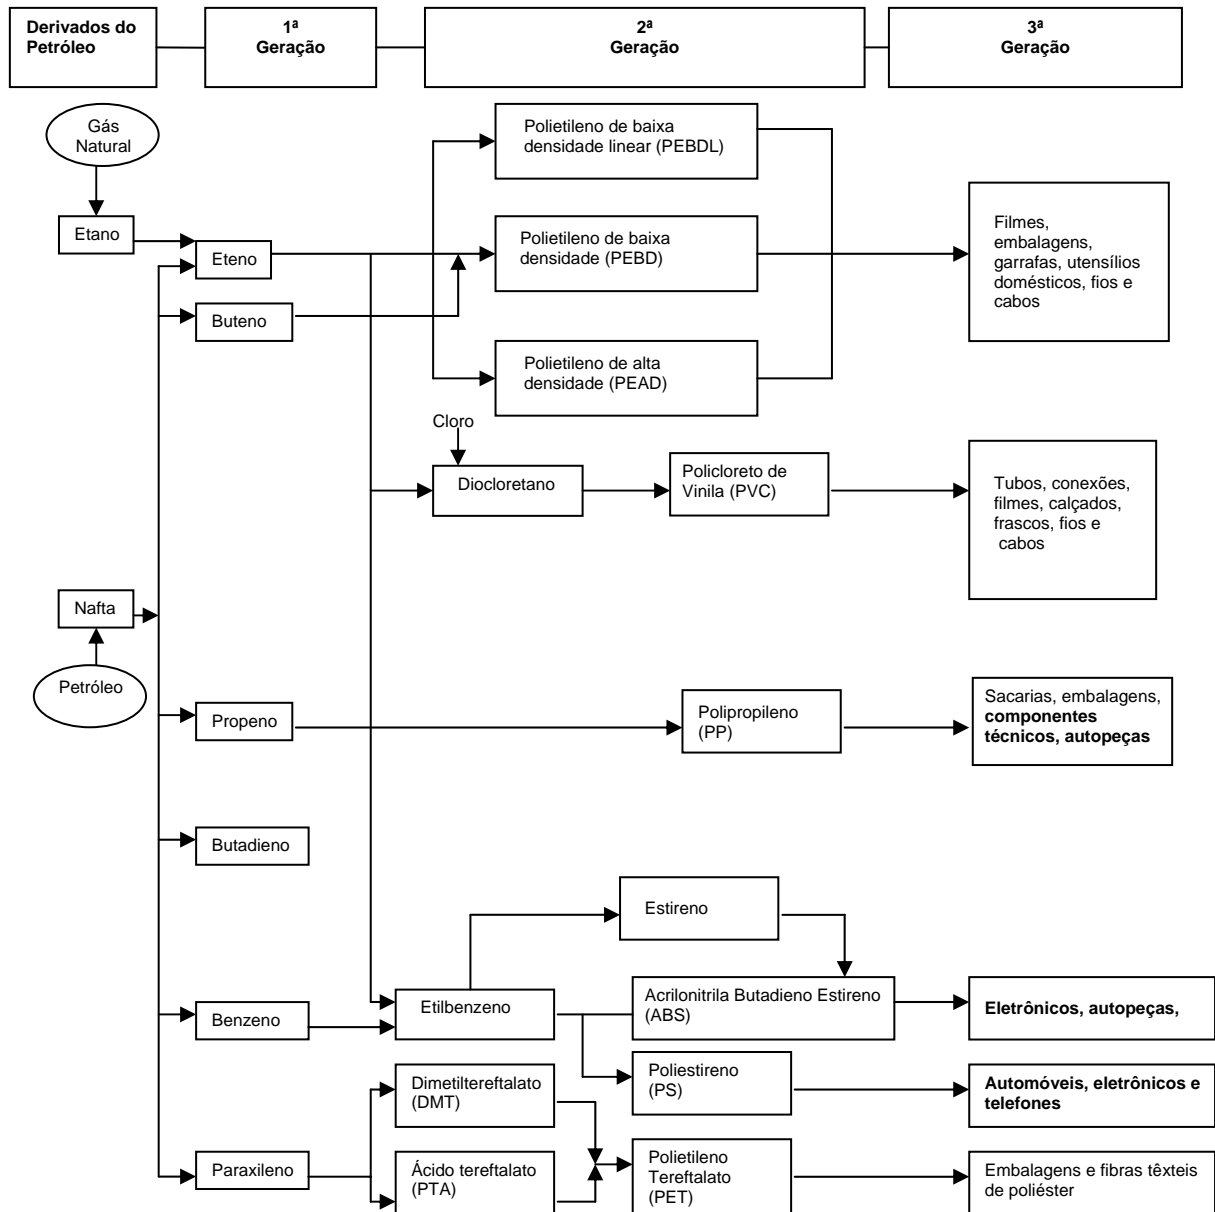 Derivados do
Petróleo
1ª
Geração
2ª
Geração
3ª
Geração
Gás
Natural
Etano
Eteno
Buteno
Polietileno de baixa
densidade linear (PEBDL)
Polietileno de baixa
densidade (PEBD)
Polietileno de alta
densidade (PEAD)
Filmes,
embalagens,
garrafas, utensílios
domésticos, fios e
cabos
Cloro
Diocloretano
Policloreto de
Vinila (PVC)
Tubos, conexões,
filmes, calçados,
frascos, fios e
cabos
Nafta
Petróleo
Propeno
Polipropileno
(PP)
Sacarias, embalagens,
componentes
técnicos, autopeças
Butadieno
Estireno
Benzeno
Etilbenzeno
Acrilonitrila Butadieno Estireno
(ABS)
Eletrônicos, autopeças,
Dimetiltereftalato
(DMT)
Poliestireno
(PS)
Automóveis, eletrônicos e
telefones
Paraxileno
Ácido tereftalato
(PTA)
Polietileno
Tereftalato
(PET)
Embalagens e fibras têxteis
de poliéster